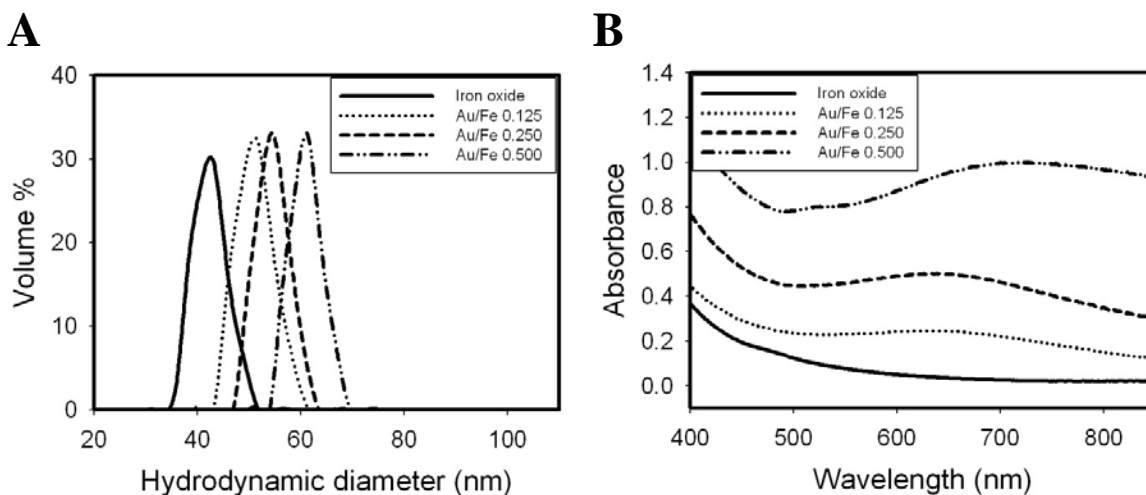 A
B
40
30
20
10
0
Volume %
Iron oxide
Au/Fe 0.125
Au/Fe 0.250
Au/Fe 0.500
20 40 60 80 100
Hydrodynamic diameter (nm)
1.4
1.2
1.0
0.8
0.6
0.4
0.2
0.0
Absorbance
Iron oxide
Au/Fe 0.125
Au/Fe 0.250
Au/Fe 0.500
400 500 600 700 800
Wavelength (nm)